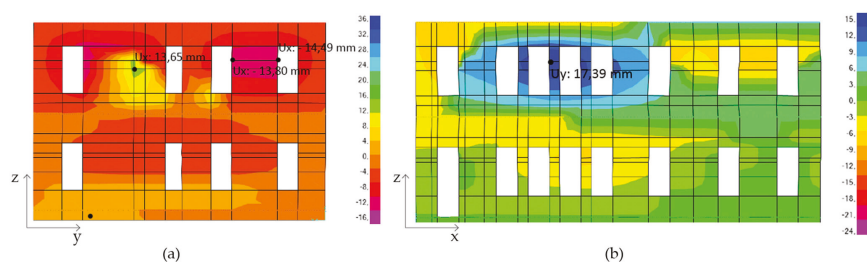 36,
32,
28,
24,
20,
16,
12,
8,
4,
0,
-4,
-8,
-12,
-16,
Ux: 13,65 mm
Ux: - 14,49 mm
Ux: - 13,80 mm
z
y
(a)
15,
12,
9,
6,
3,
0,
-3,
-6,
-9,
-12,
-15,
-18,
-21,
-24,
Uy: 17,39 mm
z
x
(b)